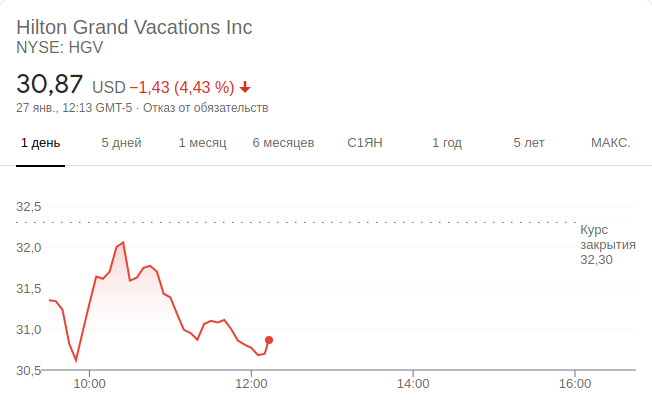 Hilton Grand Vacations Inc
NYSE: HGV
30,87 USD −1,43 (4,43 %)
27 янв., 12:13 GMT-5 · Отказ от обязательств
1 день 5 дней 1 месяц 6 месяцев С1ЯН 1 год 5 лет МАКС.
32,5
Курс
закрытия
32,30
32,0
31,5
31,0
30,5
10:00 12:00 14:00 16:00